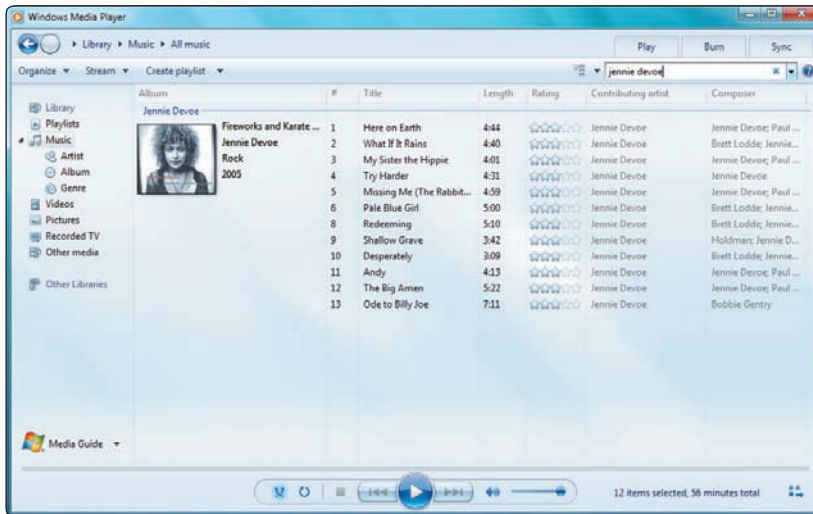 Windows Media Player
Library ▸ Music ▸ All music
Play Burn Sync
Organize Stream Create playlist jennie devoe
Album # Title Length Rating Contributing artist Composer
Library
Playlists
Music
Artist
Album
Genre
Videos
Pictures
Recorded TV
Other media
Other Libraries
Jennie Devoe
Fireworks and Karate ...
Jennie Devoe
Rock
2005
1 Here on Earth 4:44 Jennie Devoe Jennie Devoe; Paul ...
2 What If It Rains 4:40 Jennie Devoe Brett Lodde; Jennie...
3 My Sister the Hippie 4:01 Jennie Devoe Jennie Devoe; Paul ...
4 Try Harder 4:31 Jennie Devoe Jennie Devoe
5 Missing Me (The Rabbit... 4:59 Jennie Devoe Jennie Devoe; Paul ...
6 Pale Blue Girl 5:00 Jennie Devoe Brett Lodde; Jennie...
8 Redeeming 5:10 Jennie Devoe Brett Lodde; Jennie...
9 Shallow Grave 3:42 Jennie Devoe Holdman; Jennie D...
10 Desperately 3:09 Jennie Devoe Brett Lodde; Jennie...
11 Andy 4:13 Jennie Devoe Jennie Devoe; Paul ...
12 The Big Amen 5:22 Jennie Devoe Jennie Devoe; Paul ...
13 Ode to Billy Joe 7:11 Jennie Devoe Bobbie Gentry
Media Guide
12 items selected, 56 minutes total